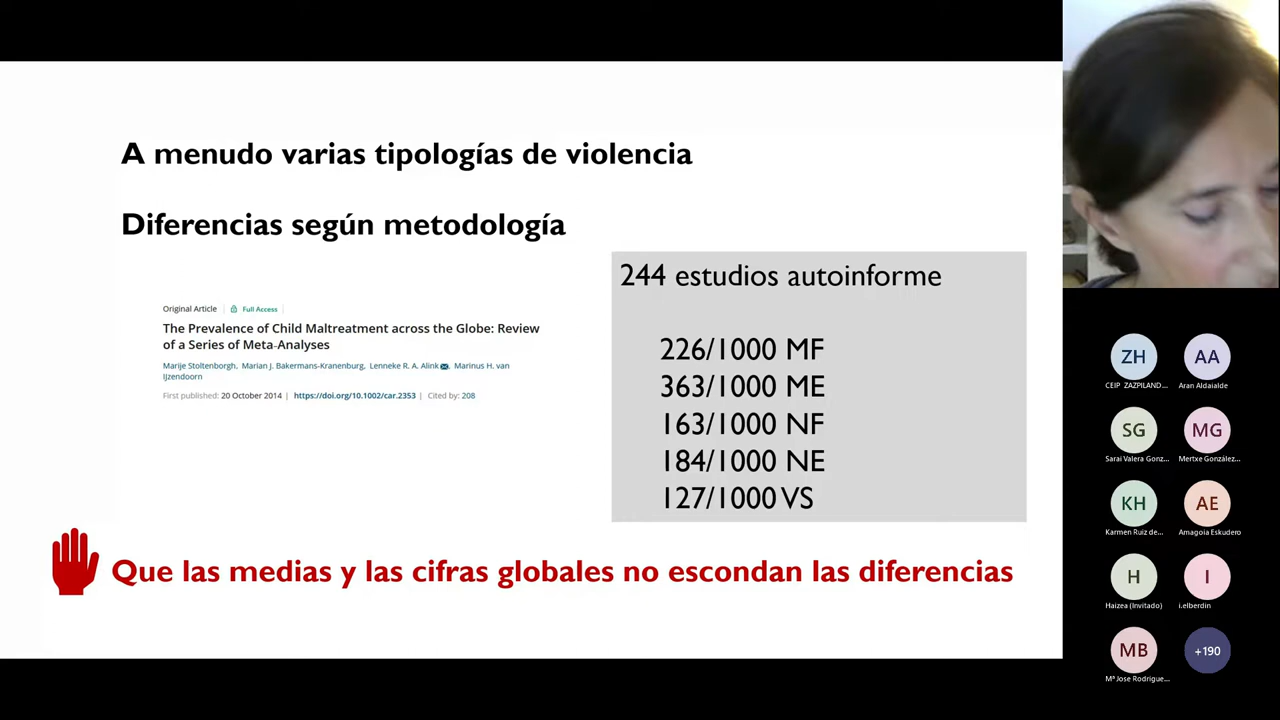 A menudo varias tipologías de violencia
Diferencias según metodología
Original Article
Full Access
The Prevalence of Child Maltreatment across the Globe: Review
of a Series of Meta-Analyses
Marije Stoltenborgh, Marian J. Bakermans-Kranenburg, Lenneke R. A. Alink, Marinus H. van
IJzendoorn
First published: 20 October 2014 | https://doi.org/10.1002/car.2353 | Cited by: 208
244 estudios autoinforme
226/1000 MF
363/1000 ME
163/1000 NF
184/1000 NE
127/1000 VS
Que las medias y las cifras globales no escondan las diferencias
ZH
CEIP ZAZPILAND...
AA
Aran Aldaialde
SG
Sarai Valera Gonz...
MG
Mertxe González...
KH
Karmen Ruiz de...
AE
Amagoia Eskudero
H
Haizea (Invitado)
I
i.elberdin
MB
Mª Jose Rodrigue...
+190